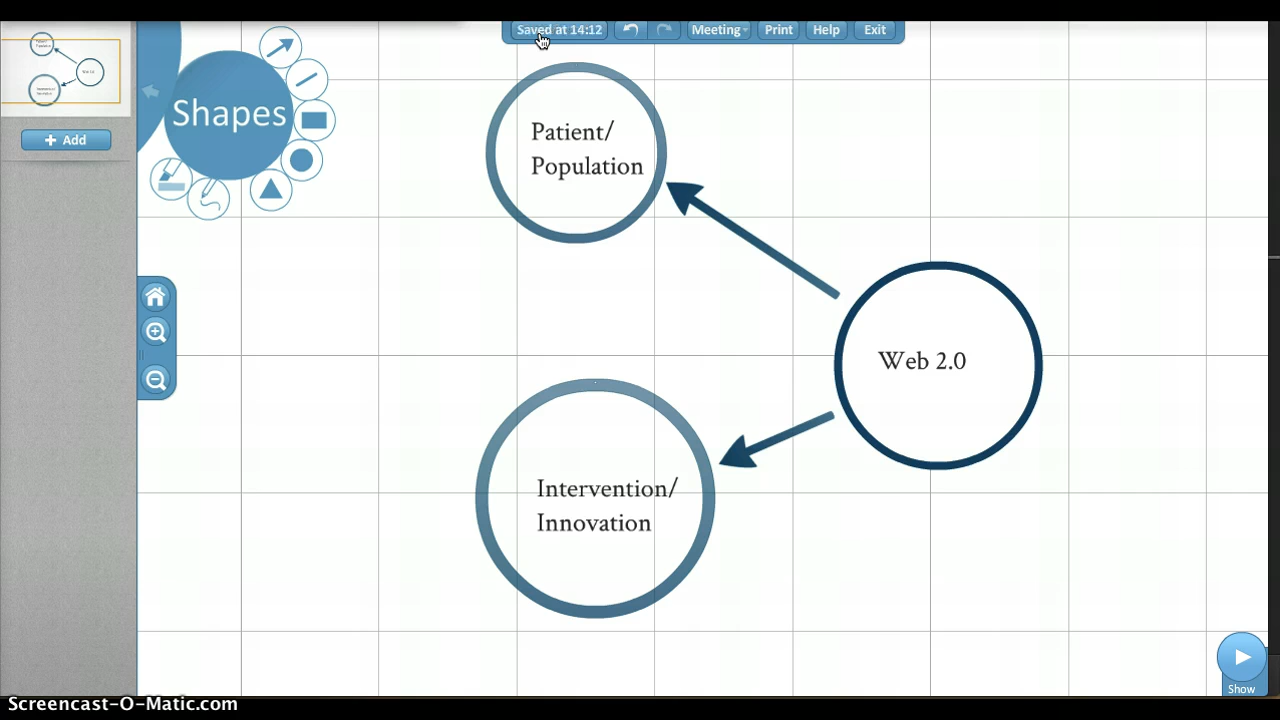 Saved at 14:12
Meeting
Print
Help
Exit
Shapes
+ Add
Patient/
Population
Web 2.0
Intervention/
Innovation
Show
Screencast-O-Matic.com